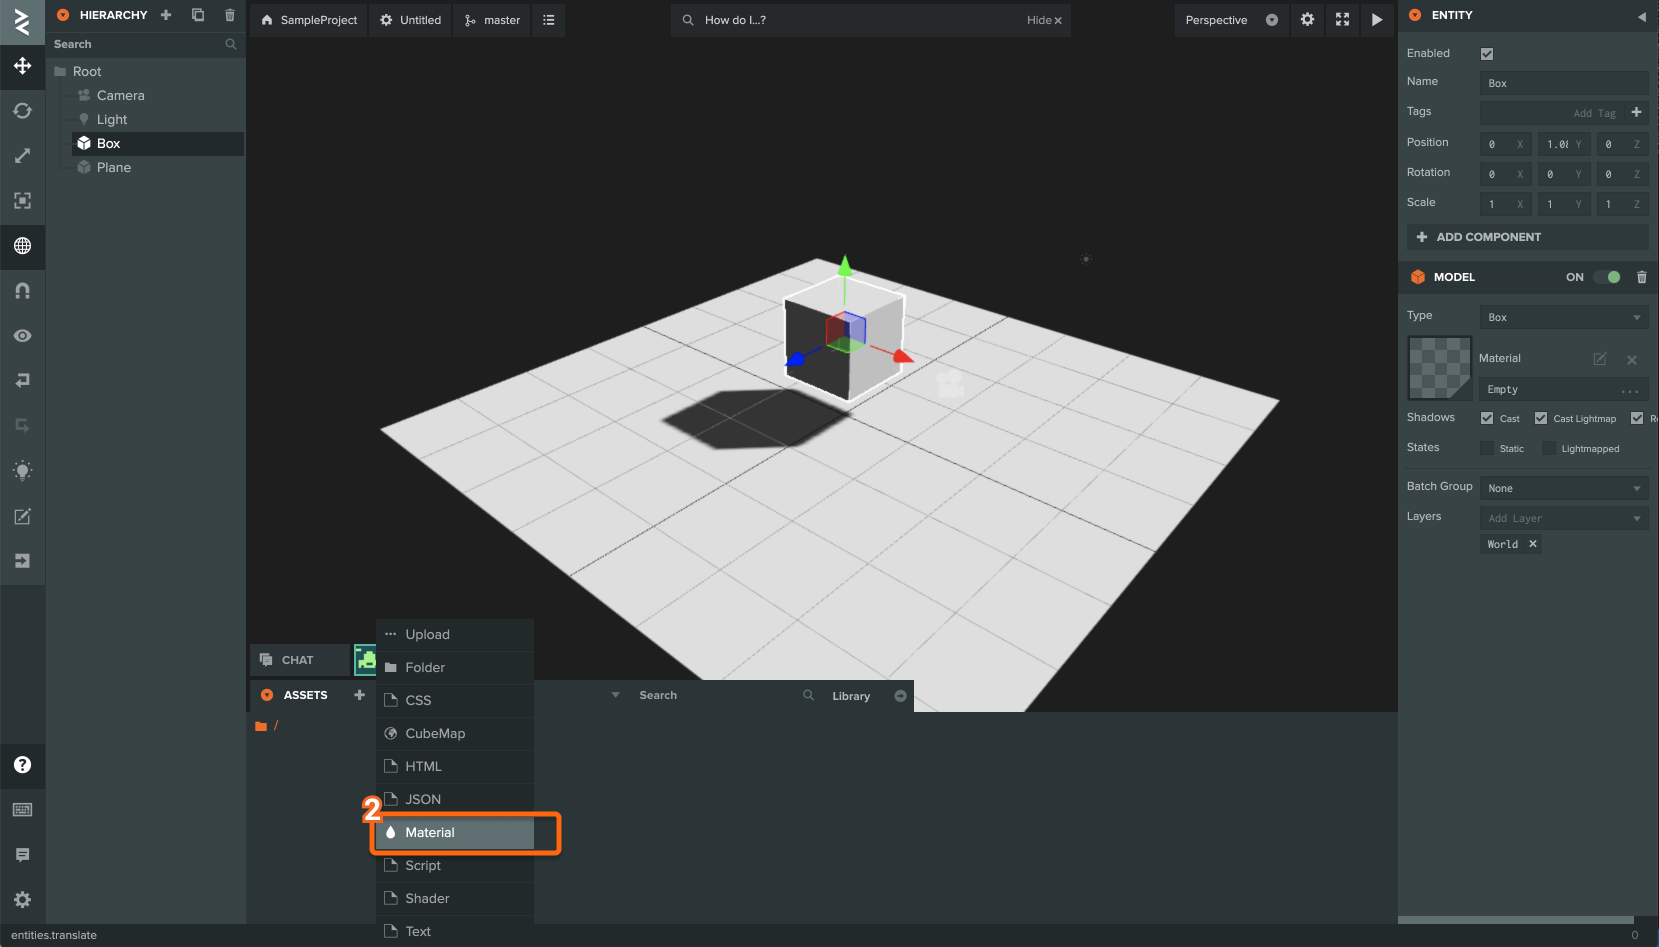 HIERARCHY
Search
Root
Camera
Light
Box
Plane
SampleProject
Untitled
master
How do I...?
Hide
Perspective
ENTITY
Enabled
Name Box
Tags Add Tag
Position 0 X Y 0 Z
Rotation 0 X 0 Y 0 Z
Scale 1 X 1 Y 1 Z
ADD COMPONENT
MODEL ON
Type Box
Material
Empty ...
Shadows Cast Cast Lightmap
States Static Lightmapped
Batch Group None
Layers Add Layer
World
CHAT
ASSETS
Search
Library
/
Upload
Folder
CSS
CubeMap
HTML
JSON
2
Material
Script
Shader
Text
entities.translate
0